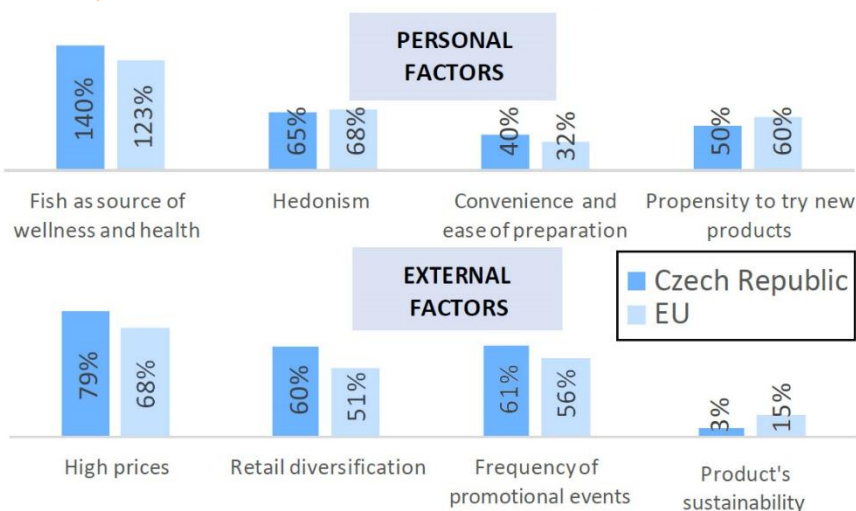 PERSONAL
FACTORS
140%
123%
65%
68%
40%
32%
50%
60%
Fish as source of
wellness and health
Hedonism
Convenience and
ease of preparation
Propensity to try new
products
EXTERNAL
FACTORS
Czech Republic
EU
79%
68%
60%
51%
61%
56%
3%
15%
High prices
Retail diversification
Frequency of
promotional events
Product's
sustainability